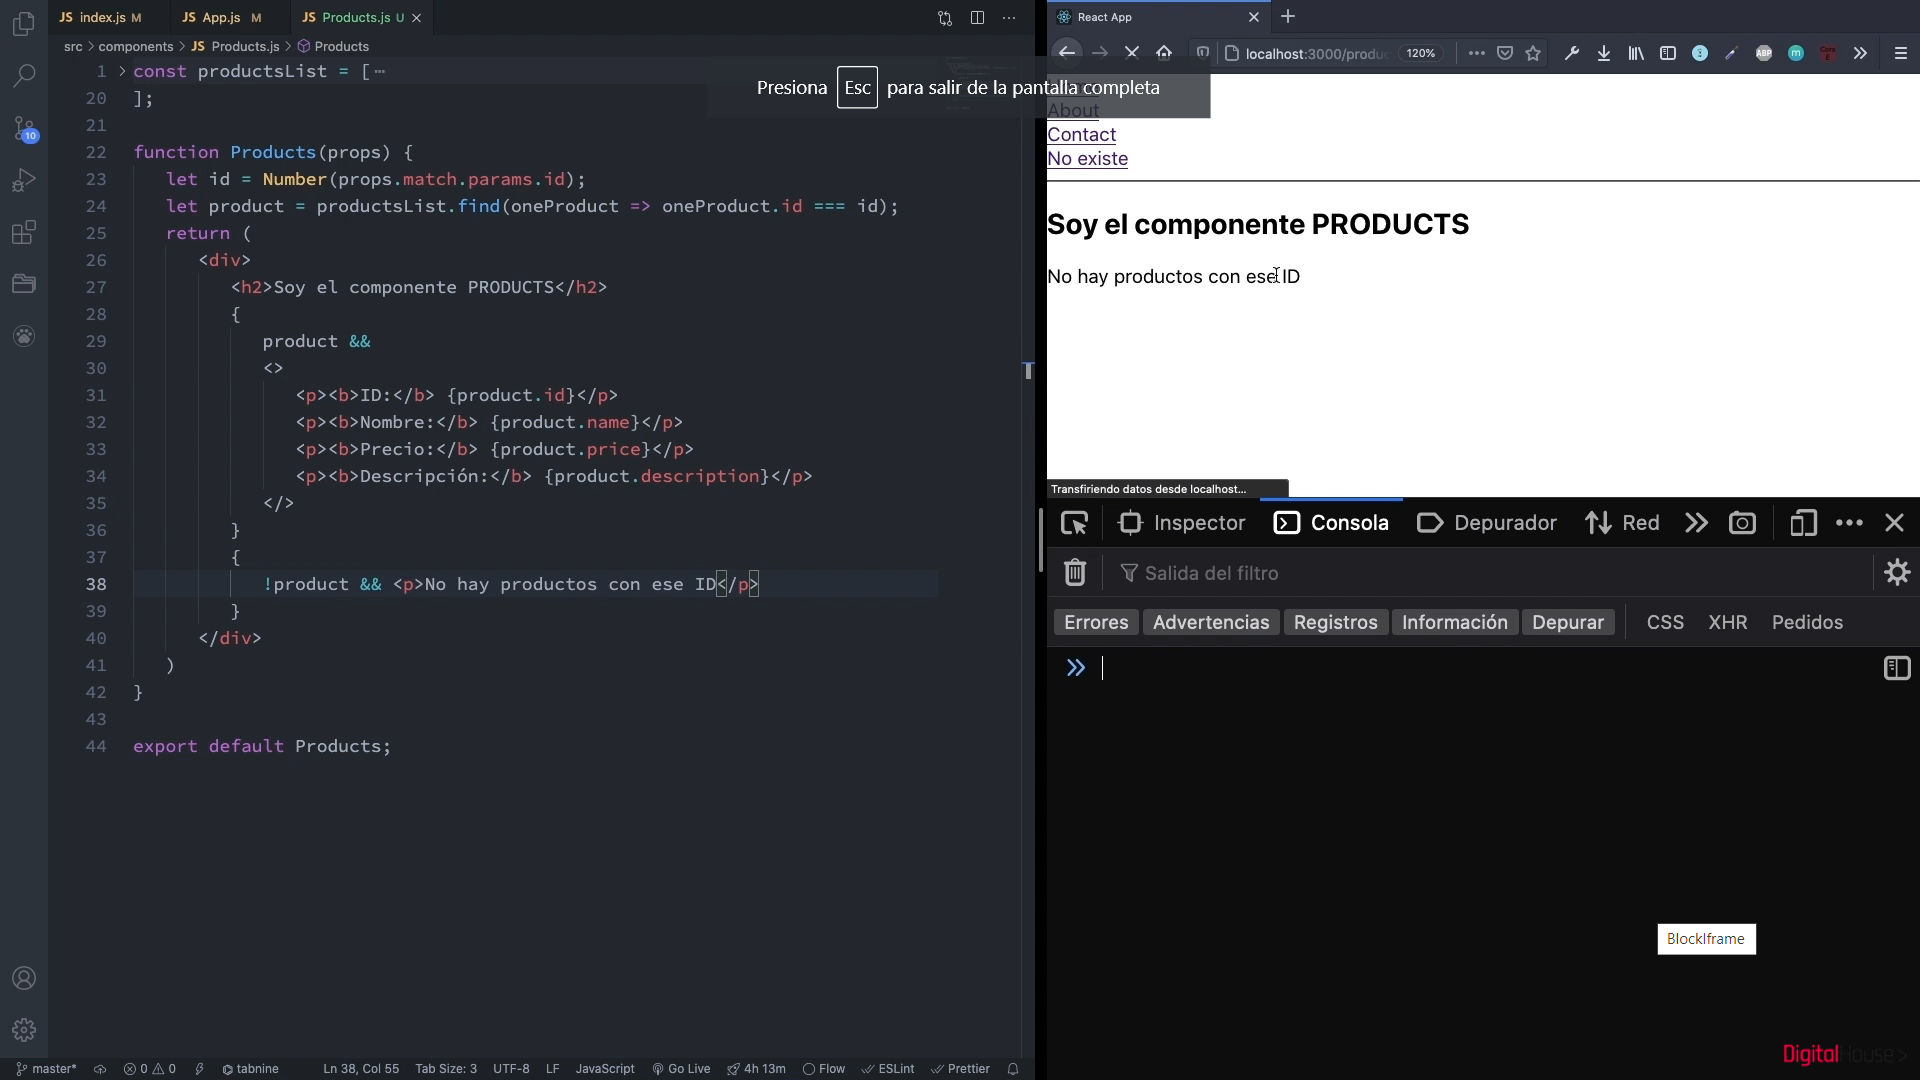 JS index.js M
JS App.js M
JS Products.js U
src > components > JS Products.js > Products
1 const productsList = [⋯
20 ];
21
22 function Products(props) {
23 let id = Number(props.match.params.id);
24 let product = productsList.find(oneProduct => oneProduct.id === id);
25 return (
26 <div>
27 <h2>Soy el componente PRODUCTS</h2>
28 {
29 product &&
30 <>
31 <p><b>ID:</b> {product.id}</p>
32 <p><b>Nombre:</b> {product.name}</p>
33 <p><b>Precio:</b> {product.price}</p>
34 <p><b>Descripción:</b> {product.description}</p>
35 </>
36 }
37 {
38 !product && <p>No hay productos con ese ID</p>
39 }
40 </div>
41 )
42 }
43
44 export default Products;
10
master* 0 0 tabnine Ln 38, Col 55 Tab Size: 3 UTF-8 LF JavaScript Go Live 4h 13m Flow ESLint Prettier
Presiona Esc para salir de la pantalla completa
React App
localhost:3000/produc 120%
ABP
About
Contact
No existe
Soy el componente PRODUCTS
No hay productos con ese ID
Transfiriendo datos desde localhost...
Inspector Consola Depurador Red
Salida del filtro
Errores Advertencias Registros Información Depurar CSS XHR Pedidos
BlockIframe
DigitalHouse>